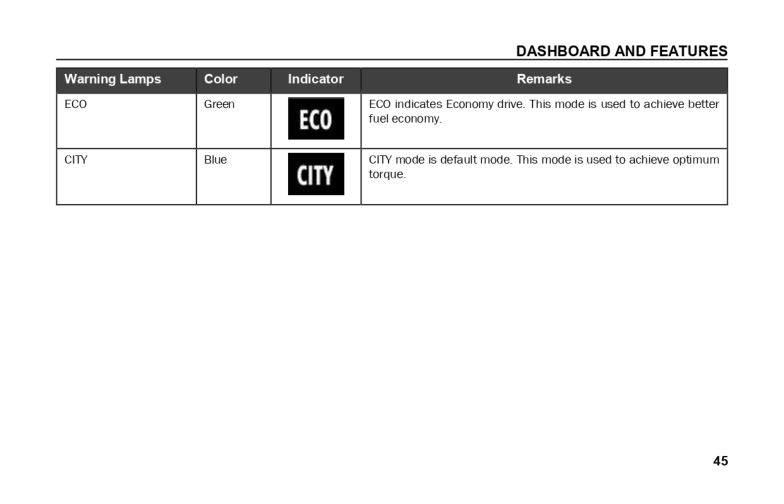 DASHBOARD AND FEATURES
Warning Lamps Color Indicator Remarks
ECO Green ECO ECO indicates Economy drive. This mode is used to achieve better
fuel economy.
CITY Blue CITY CITY mode is default mode. This mode is used to achieve optimum
torque.
45